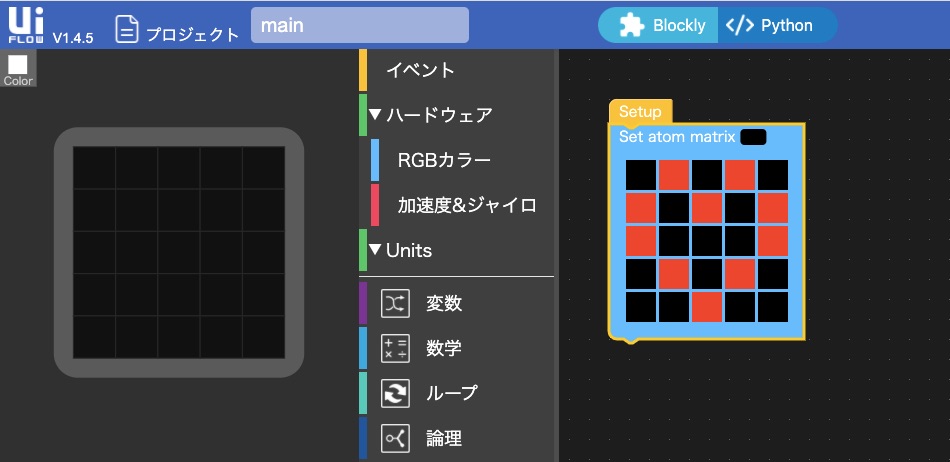 Ui FLOW V1.4.5 プロジェクト main Blockly Python
Color
イベント
▼ハードウェア
RGBカラー
加速度&ジャイロ
▼Units
変数
数学
ループ
論理
Setup
Set atom matrix